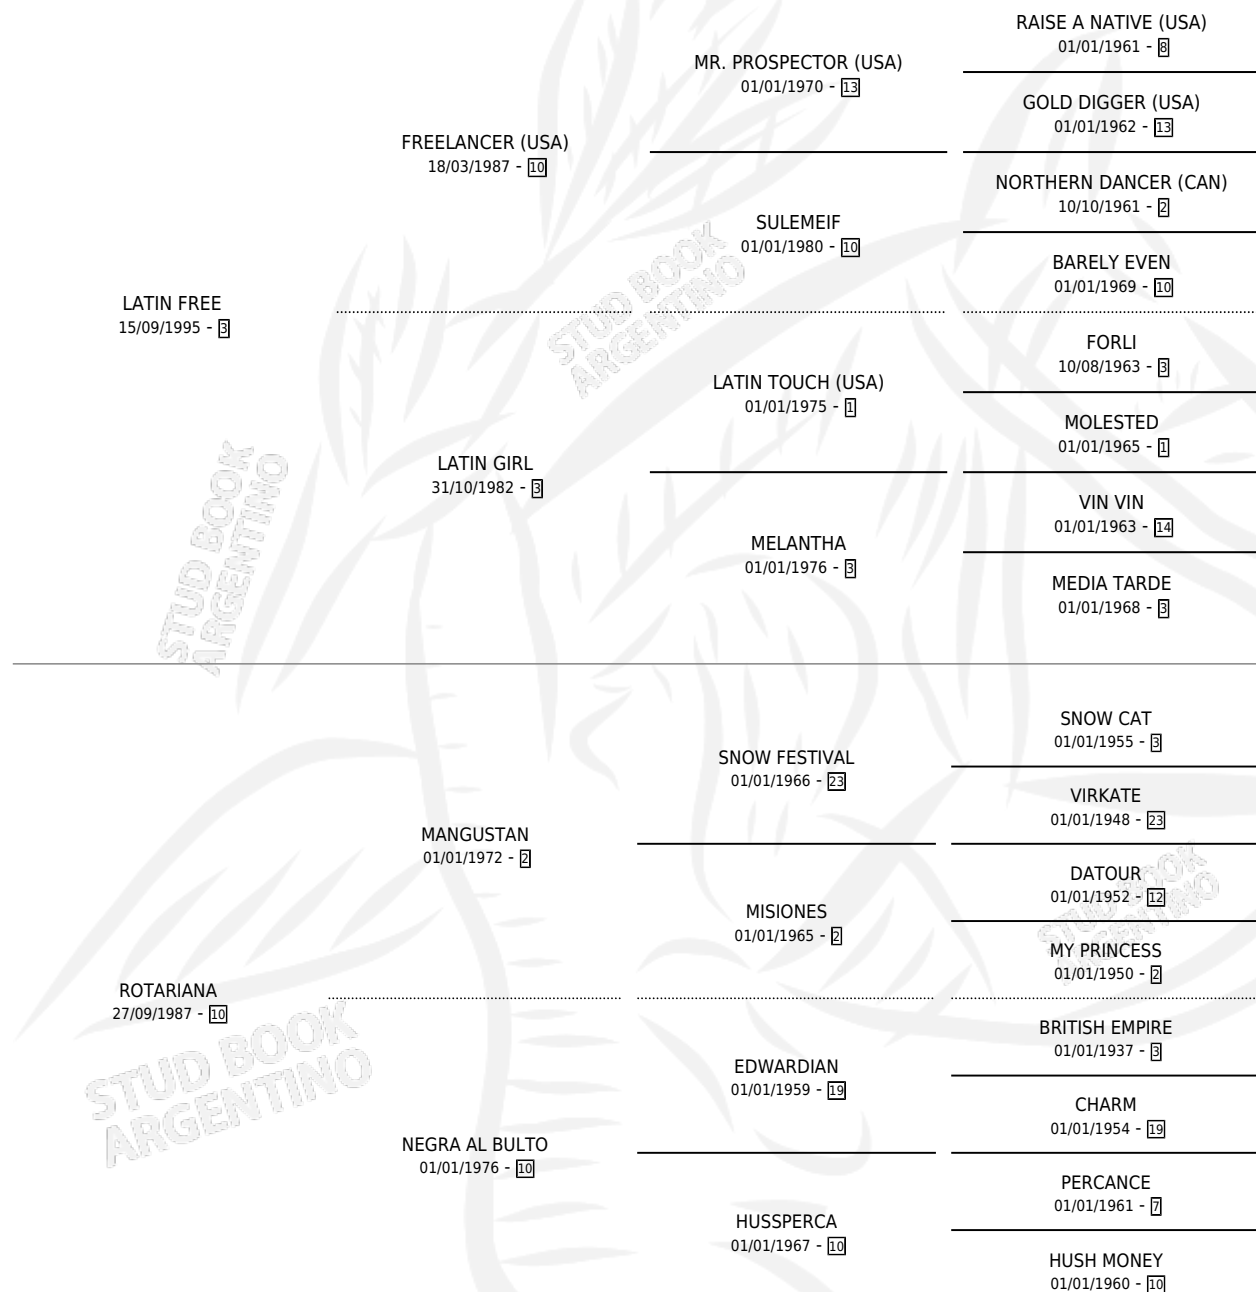 RAISE A NATIVE (USA)
01/01/1961 - 8
MR. PROSPECTOR (USA)
01/01/1970 - 13
GOLD DIGGER (USA)
01/01/1962 - 13
FREELANCER (USA)
18/03/1987 - 10
NORTHERN DANCER (CAN)
10/10/1961 - 2
SULEMEIF
01/01/1980 - 10
BARELY EVEN
01/01/1969 - 10
LATIN FREE
15/09/1995 - 3
FORLI
10/08/1963 - 3
LATIN TOUCH (USA)
01/01/1975 - 1
MOLESTED
01/01/1965 - 1
LATIN GIRL
31/10/1982 - 3
VIN VIN
01/01/1963 - 14
MELANTHA
01/01/1976 - 3
MEDIA TARDE
01/01/1968 - 3
STUD BOOK
ARGENTINO
STUD BOOK
ARGENTINO
SNOW CAT
01/01/1955 - 3
SNOW FESTIVAL
01/01/1966 - 23
VIRKATE
01/01/1948 - 23
MANGUSTAN
01/01/1972 - 2
DATOUR
01/01/1952 - 12
MISIONES
01/01/1965 - 2
MY PRINCESS
01/01/1950 - 2
STUD BOOK
ARGENTINO
ROTARIANA
27/09/1987 - 10
BRITISH EMPIRE
01/01/1937 - 3
EDWARDIAN
01/01/1959 - 19
CHARM
01/01/1954 - 19
STUD BOOK
ARGENTINO
NEGRA AL BULTO
01/01/1976 - 10
PERCANCE
01/01/1961 - 7
HUSSPERCA
01/01/1967 - 10
HUSH MONEY
01/01/1960 - 10